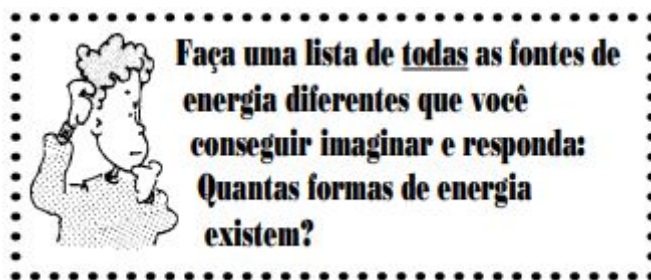 Faça uma lista de todas as fontes de
energia diferentes que você
conseguir imaginar e responda:
Quantas formas de energia
existem?